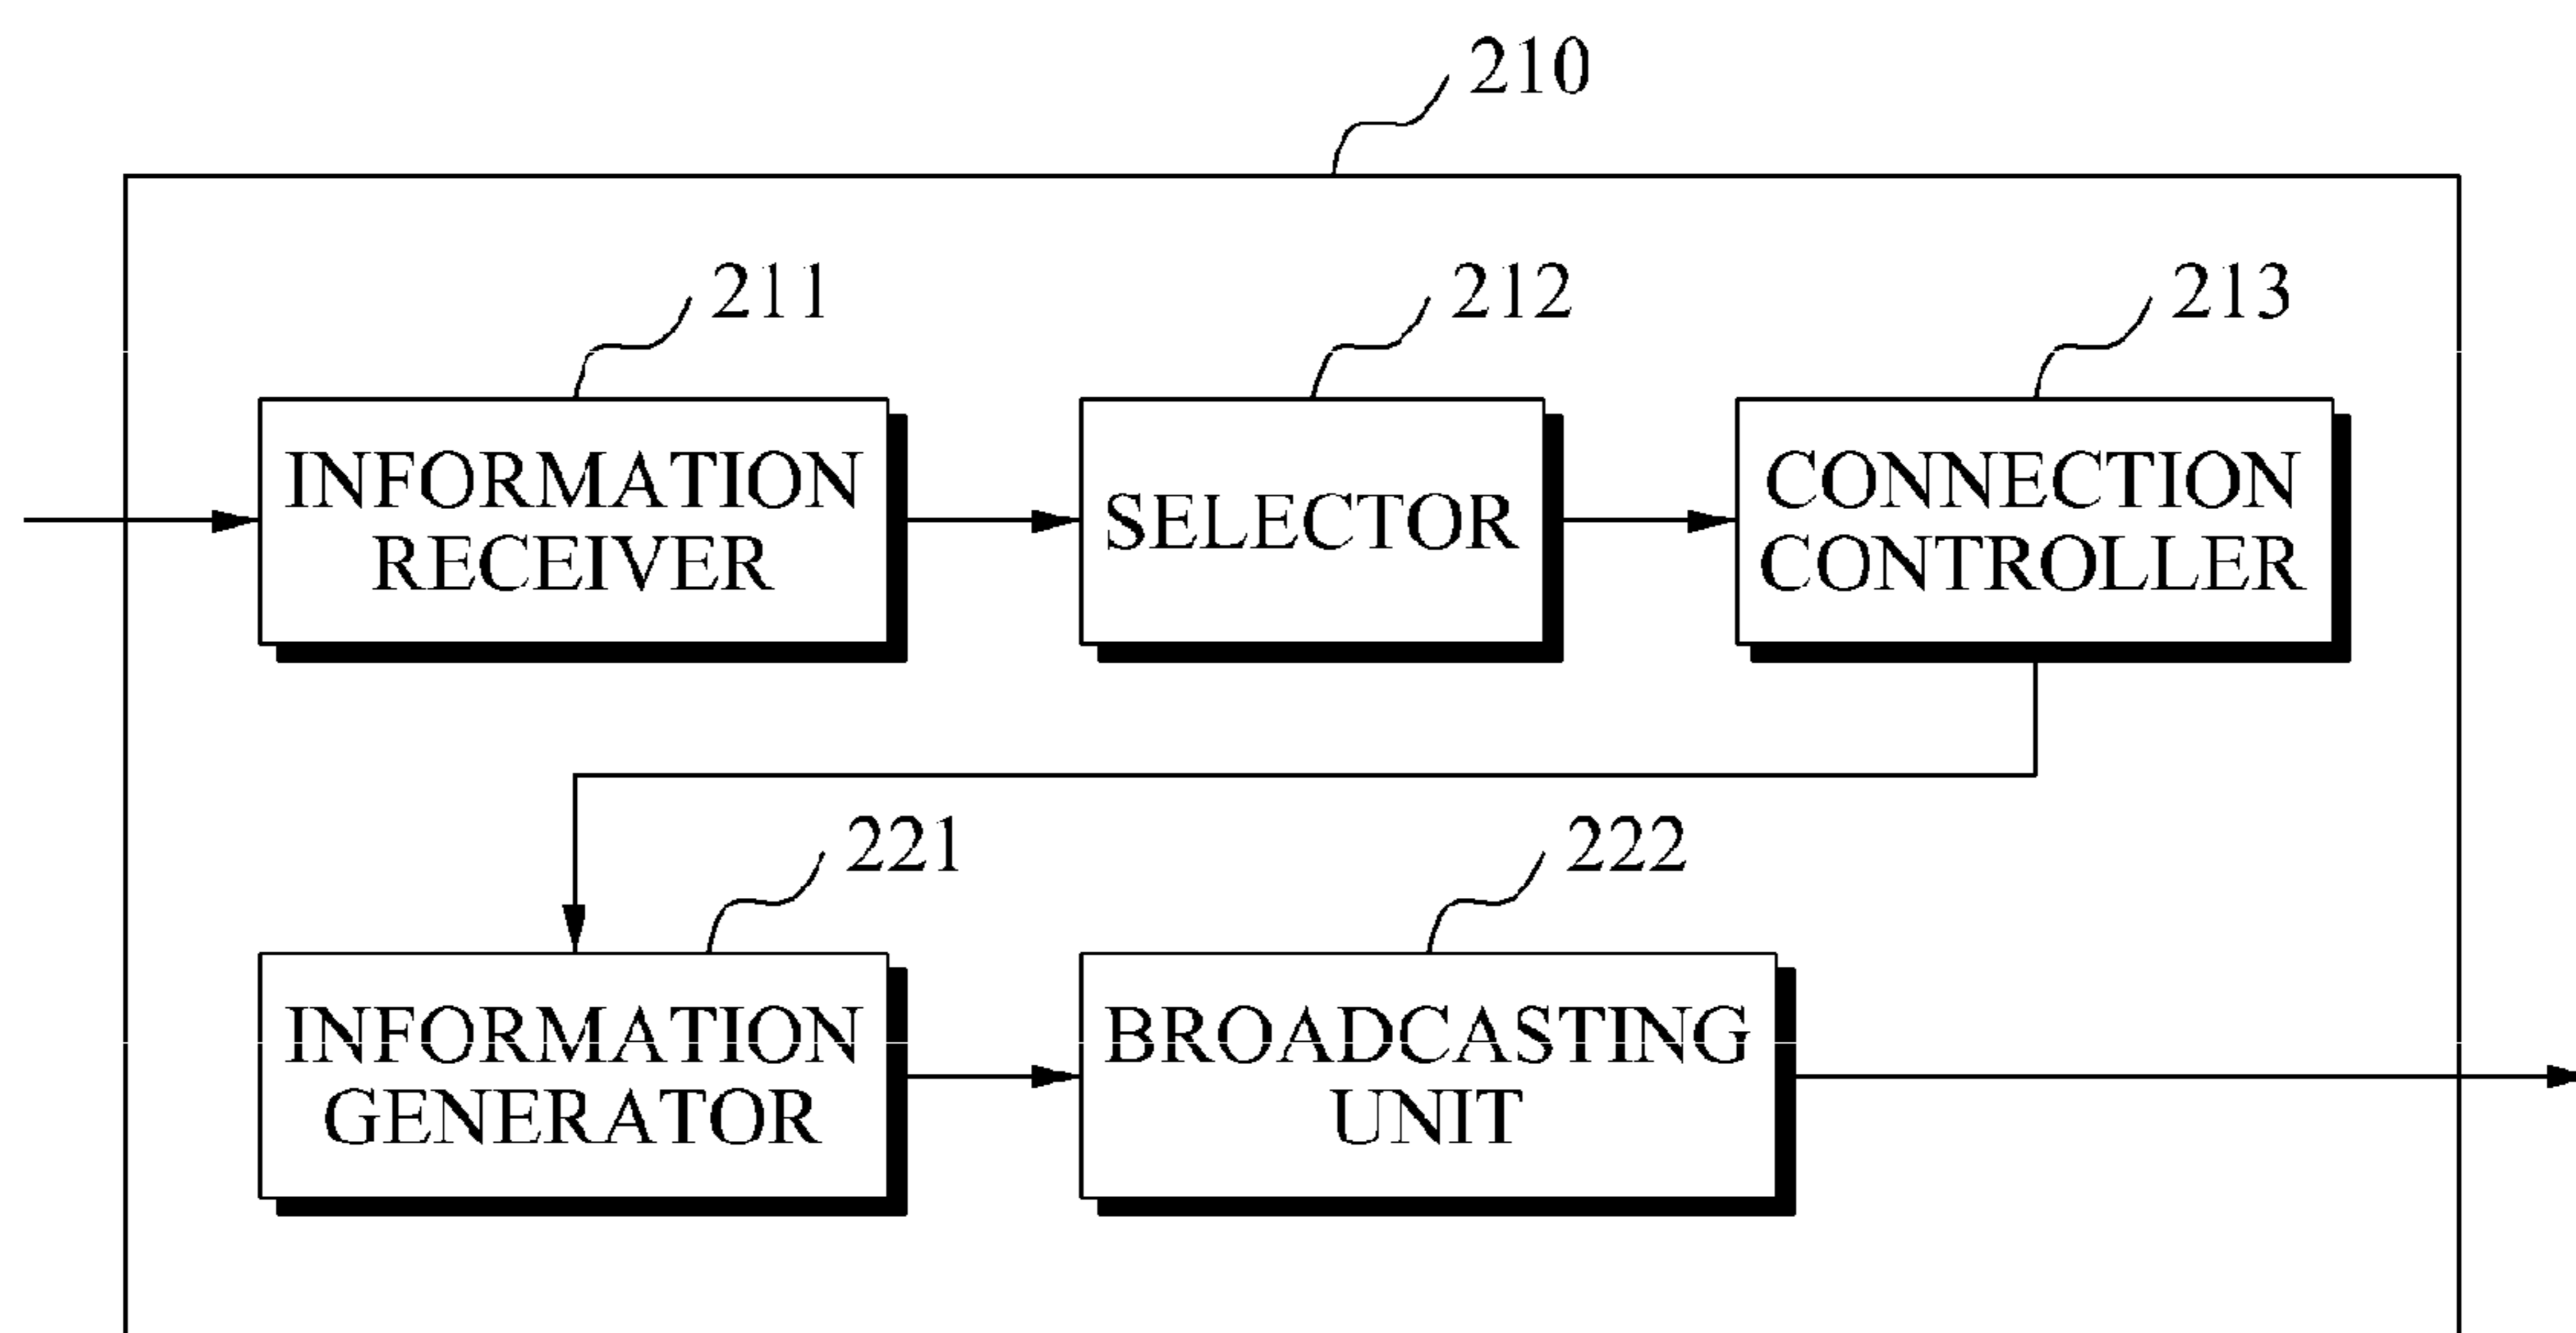 210
211
212
213
INFORMATION
RECEIVER
SELECTOR
CONNECTION
CONTROLLER
221
222
INFORMATION
GENERATOR
BROADCASTING
UNIT